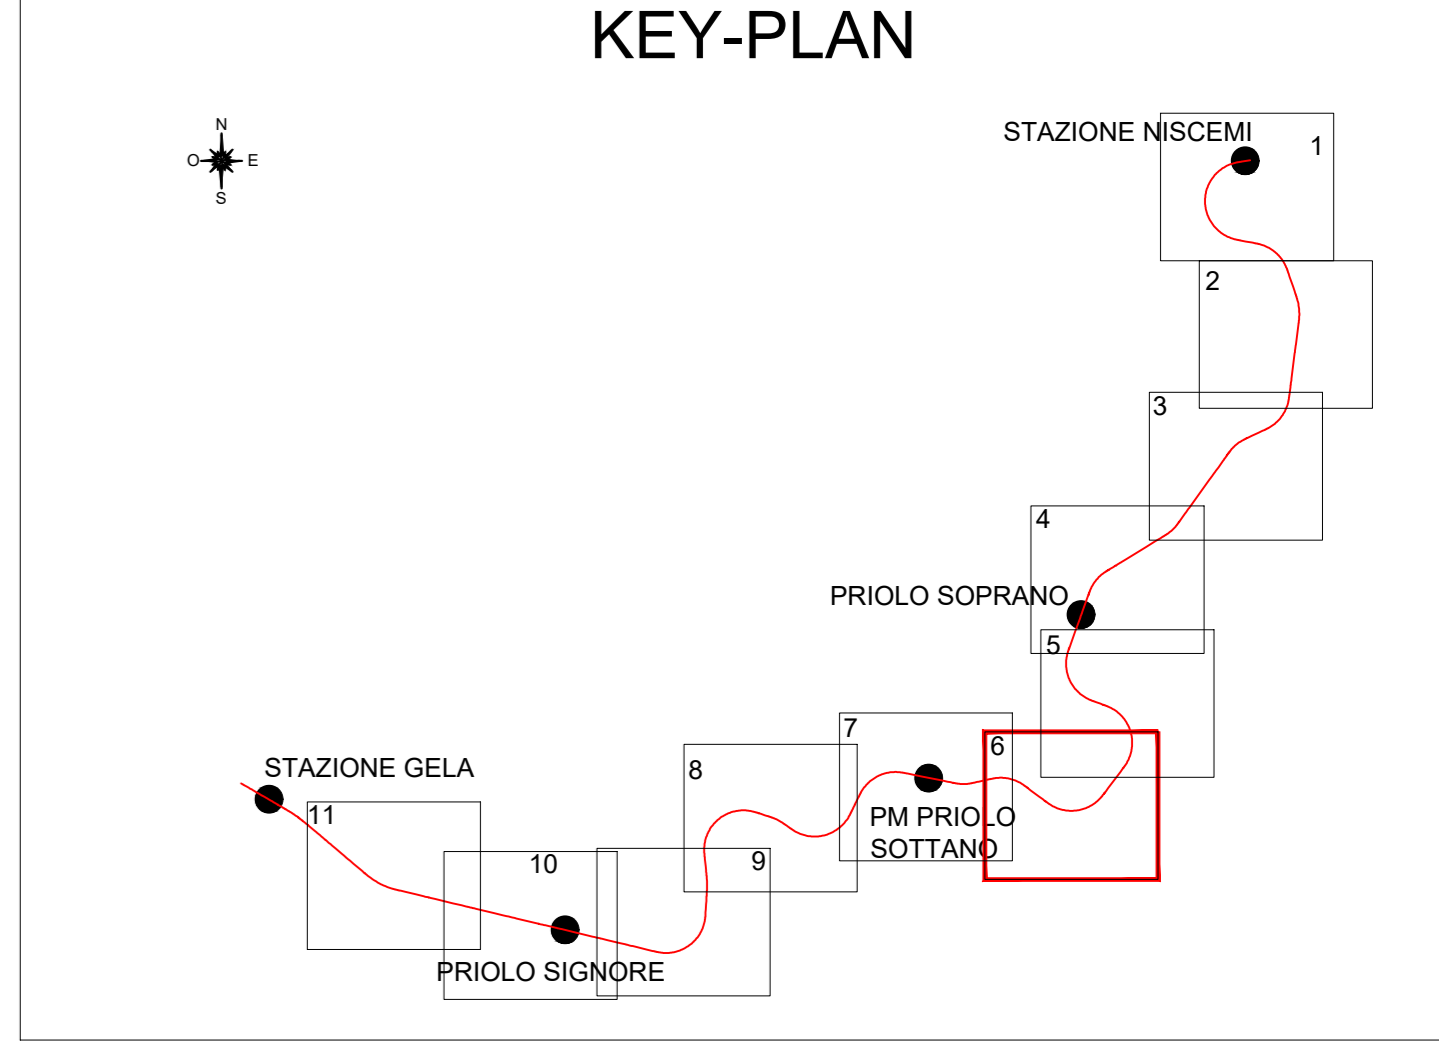 KEY-PLAN
N
O E
S
STAZIONE NISCEMI
1
2
3
4
PRIOLO SOPRANO
5
6
7
PM PRIOLO
SOTTANO
8
9
10
PRIOLO SIGNORE
STAZIONE GELA
11